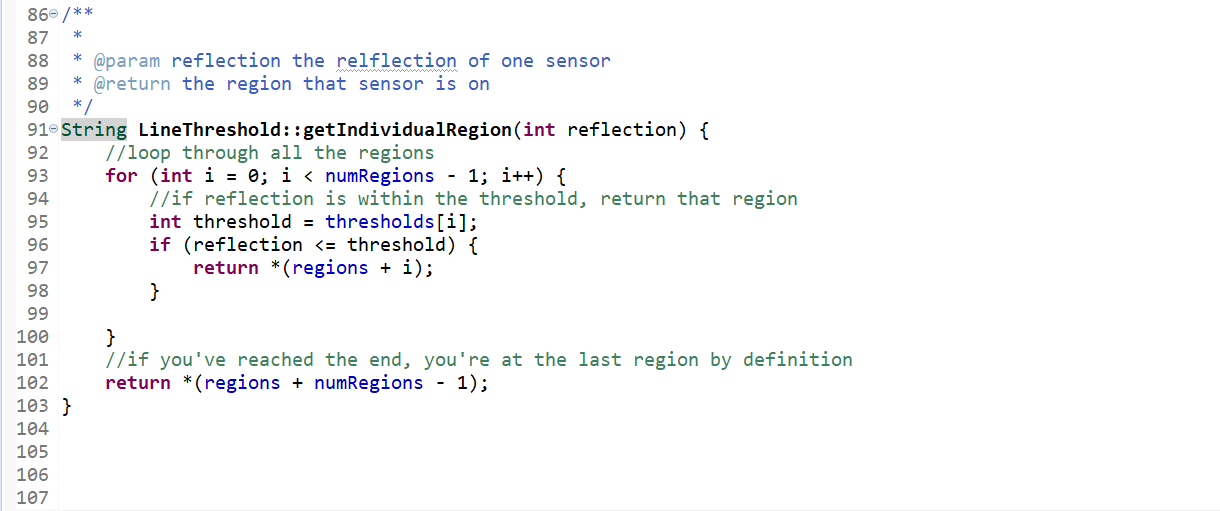 86 /**
87  *
88  * @param reflection the relflection of one sensor
89  * @return the region that sensor is on
90  */
91 String LineThreshold::getIndividualRegion(int reflection) {
92     //loop through all the regions
93     for (int i = 0; i < numRegions - 1; i++) {
94         //if reflection is within the threshold, return that region
95         int threshold = thresholds[i];
96         if (reflection <= threshold) {
97             return *(regions + i);
98         }
99
100     }
101     //if you've reached the end, you're at the last region by definition
102     return *(regions + numRegions - 1);
103 }
104
105
106
107